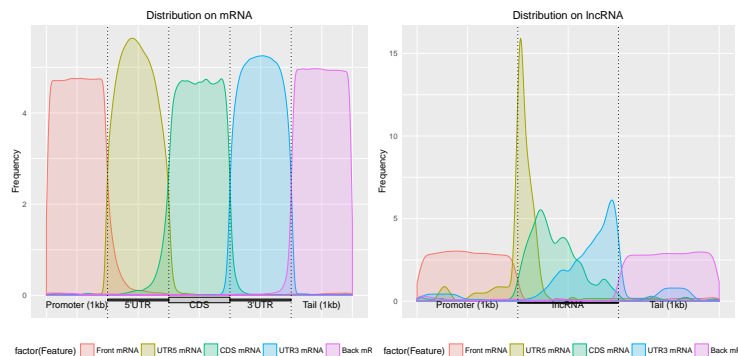 Distribution on mRNA
Frequency
4
2
0
Promoter (1kb) 5'UTR CDS 3'UTR Tail (1kb)
factor(Feature) Front mRNA UTR5 mRNA CDS mRNA UTR3 mRNA Back mR
Distribution on lncRNA
Frequency
15
10
5
0
Promoter (1kb) lncRNA Tail (1kb)
factor(Feature) Front mRNA UTR5 mRNA CDS mRNA UTR3 mRNA Back mR